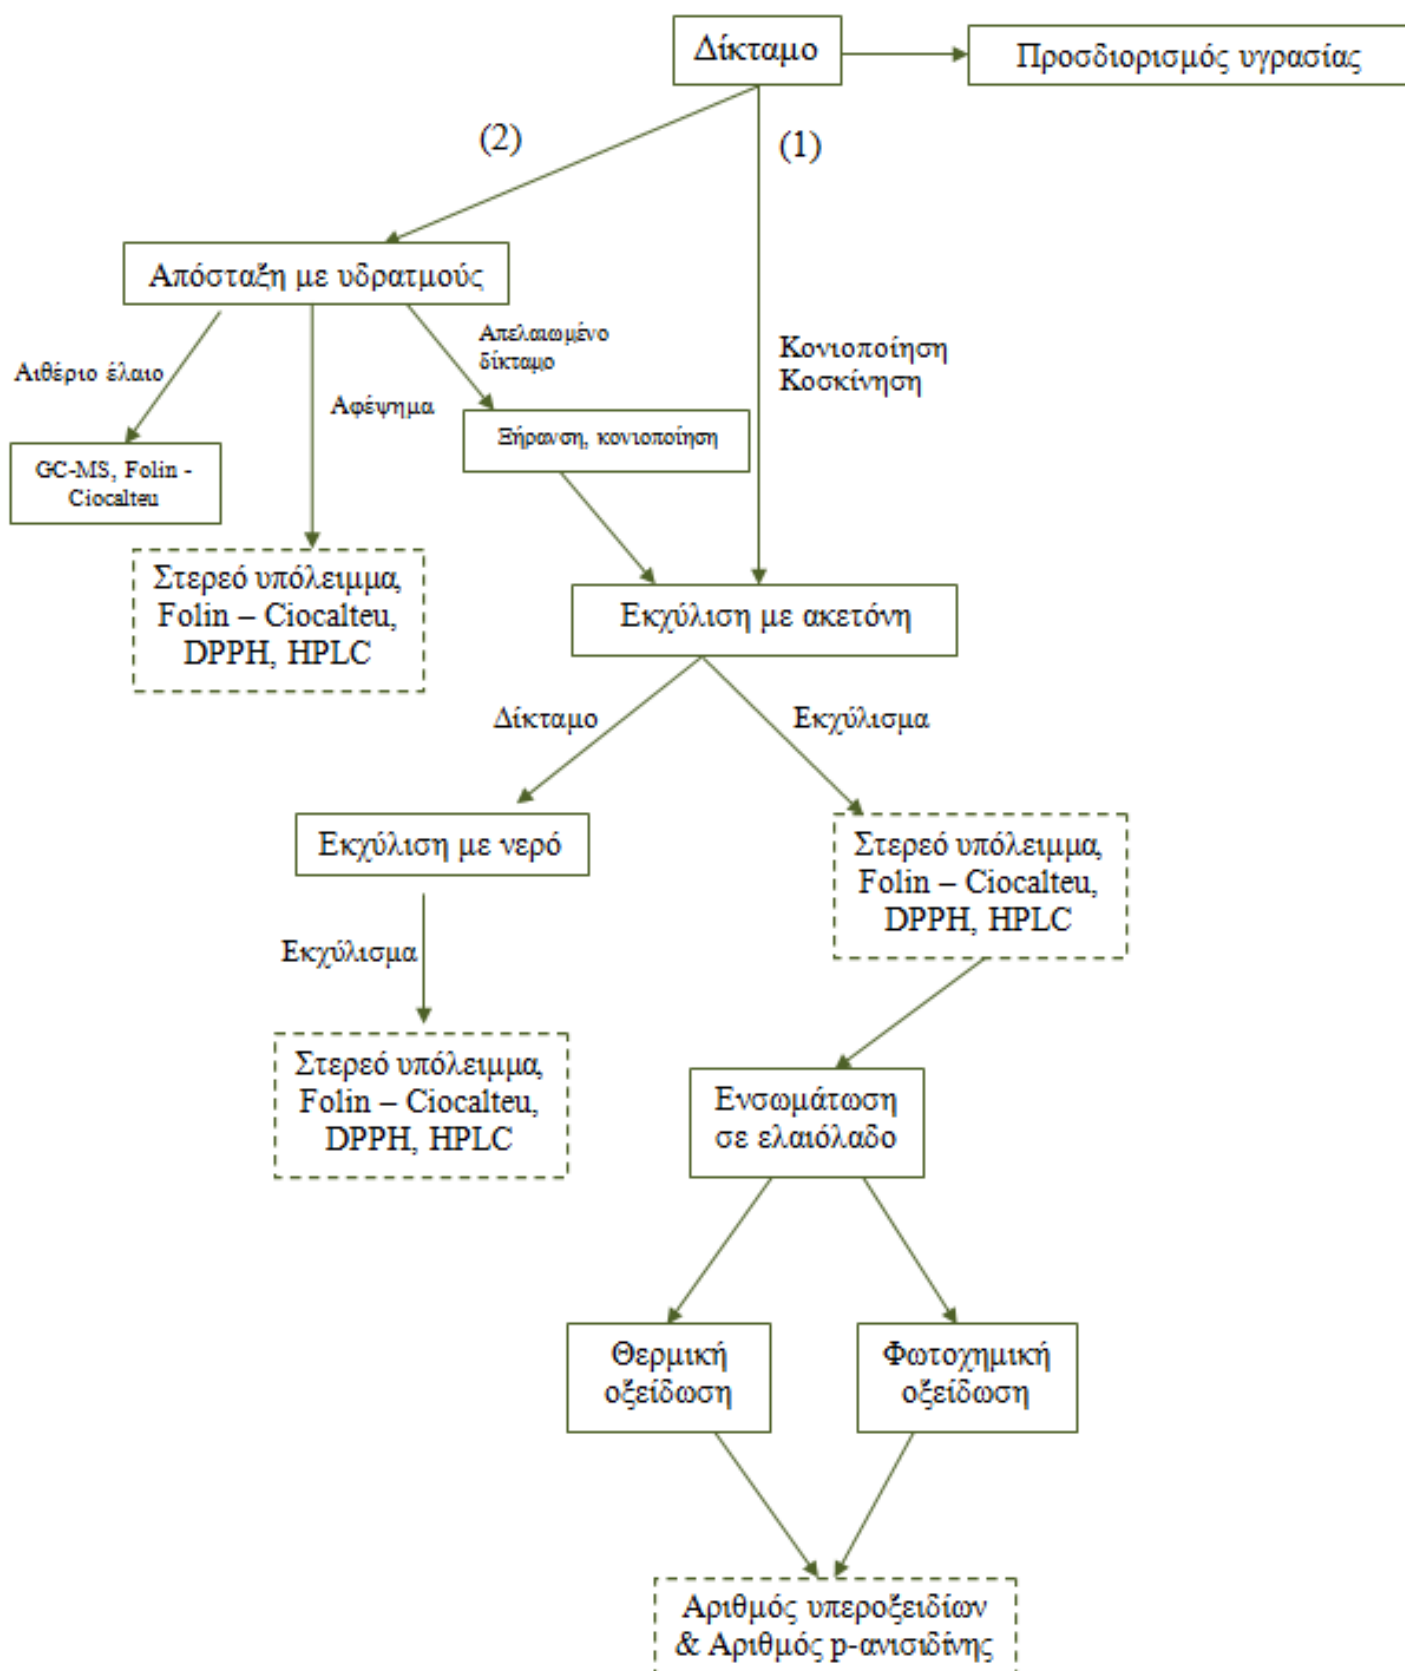 Δίκταμο
Προσδιορισμός υγρασίας
(2)
(1)
Απόσταξη με υδρατμούς
Αιθέριο έλαιο
Αφέψημα
Απελαιωμένο
δίκταμο
Κονιοποίηση
Κοσκίνηση
GC-MS, Folin -
Ciocalteu
Ξήρανση, κονιοποίηση
Στερεό υπόλειμμα,
Folin – Ciocalteu,
DPPH, HPLC
Εκχύλιση με ακετόνη
Δίκταμο
Εκχύλισμα
Εκχύλιση με νερό
Στερεό υπόλειμμα,
Folin – Ciocalteu,
DPPH, HPLC
Εκχύλισμα
Στερεό υπόλειμμα,
Folin – Ciocalteu,
DPPH, HPLC
Ενσωμάτωση
σε ελαιόλαδο
Θερμική
οξείδωση
Φωτοχημική
οξείδωση
Αριθμός υπεροξειδίων
& Αριθμός p-ανισιδίνης